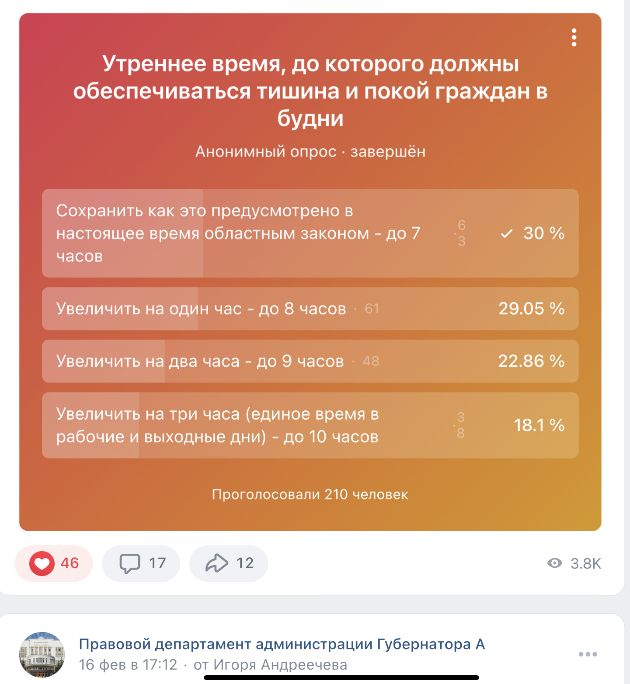 Утреннее время, до которого должны
обеспечиваться тишина и покой граждан в
будни
Анонимный опрос · завершён
Сохранить как это предусмотрено в
настоящее время областным законом - до 7
часов
· 6
3
30 %
Увеличить на один час - до 8 часов · 61
29.05 %
Увеличить на два часа - до 9 часов · 48
22.86 %
Увеличить на три часа (единое время в
рабочие и выходные дни) - до 10 часов
· 3
8
18.1 %
Проголосовали 210 человек
46
17
12
3.8K
Правовой департамент администрации Губернатора А
16 фев в 17:12 · от Игоря Андреечева